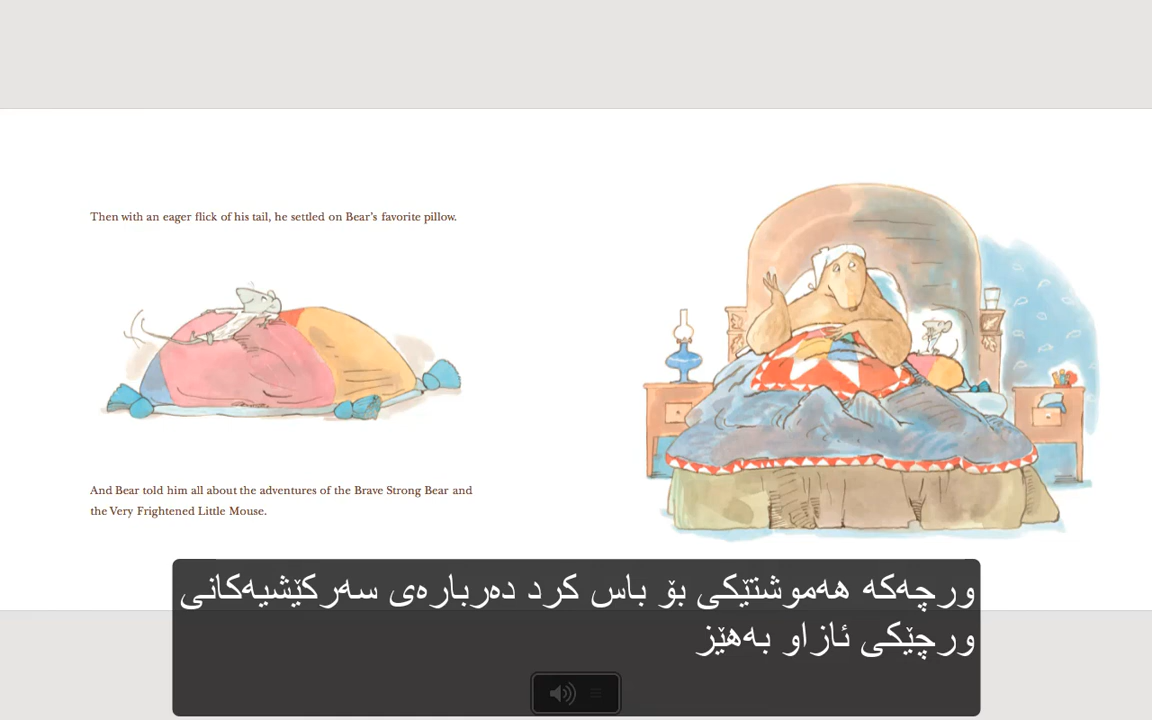 Then with an eager flick of his tail, he settled on Bear's favorite pillow.
And Bear told him all about the adventures of the Brave Strong Bear and
the Very Frightened Little Mouse.
ورچەکە هەموشتێکی بۆ باس کرد دەربارەی سەرکێشیەکانی
ورچێکی ئازاو بەهێز